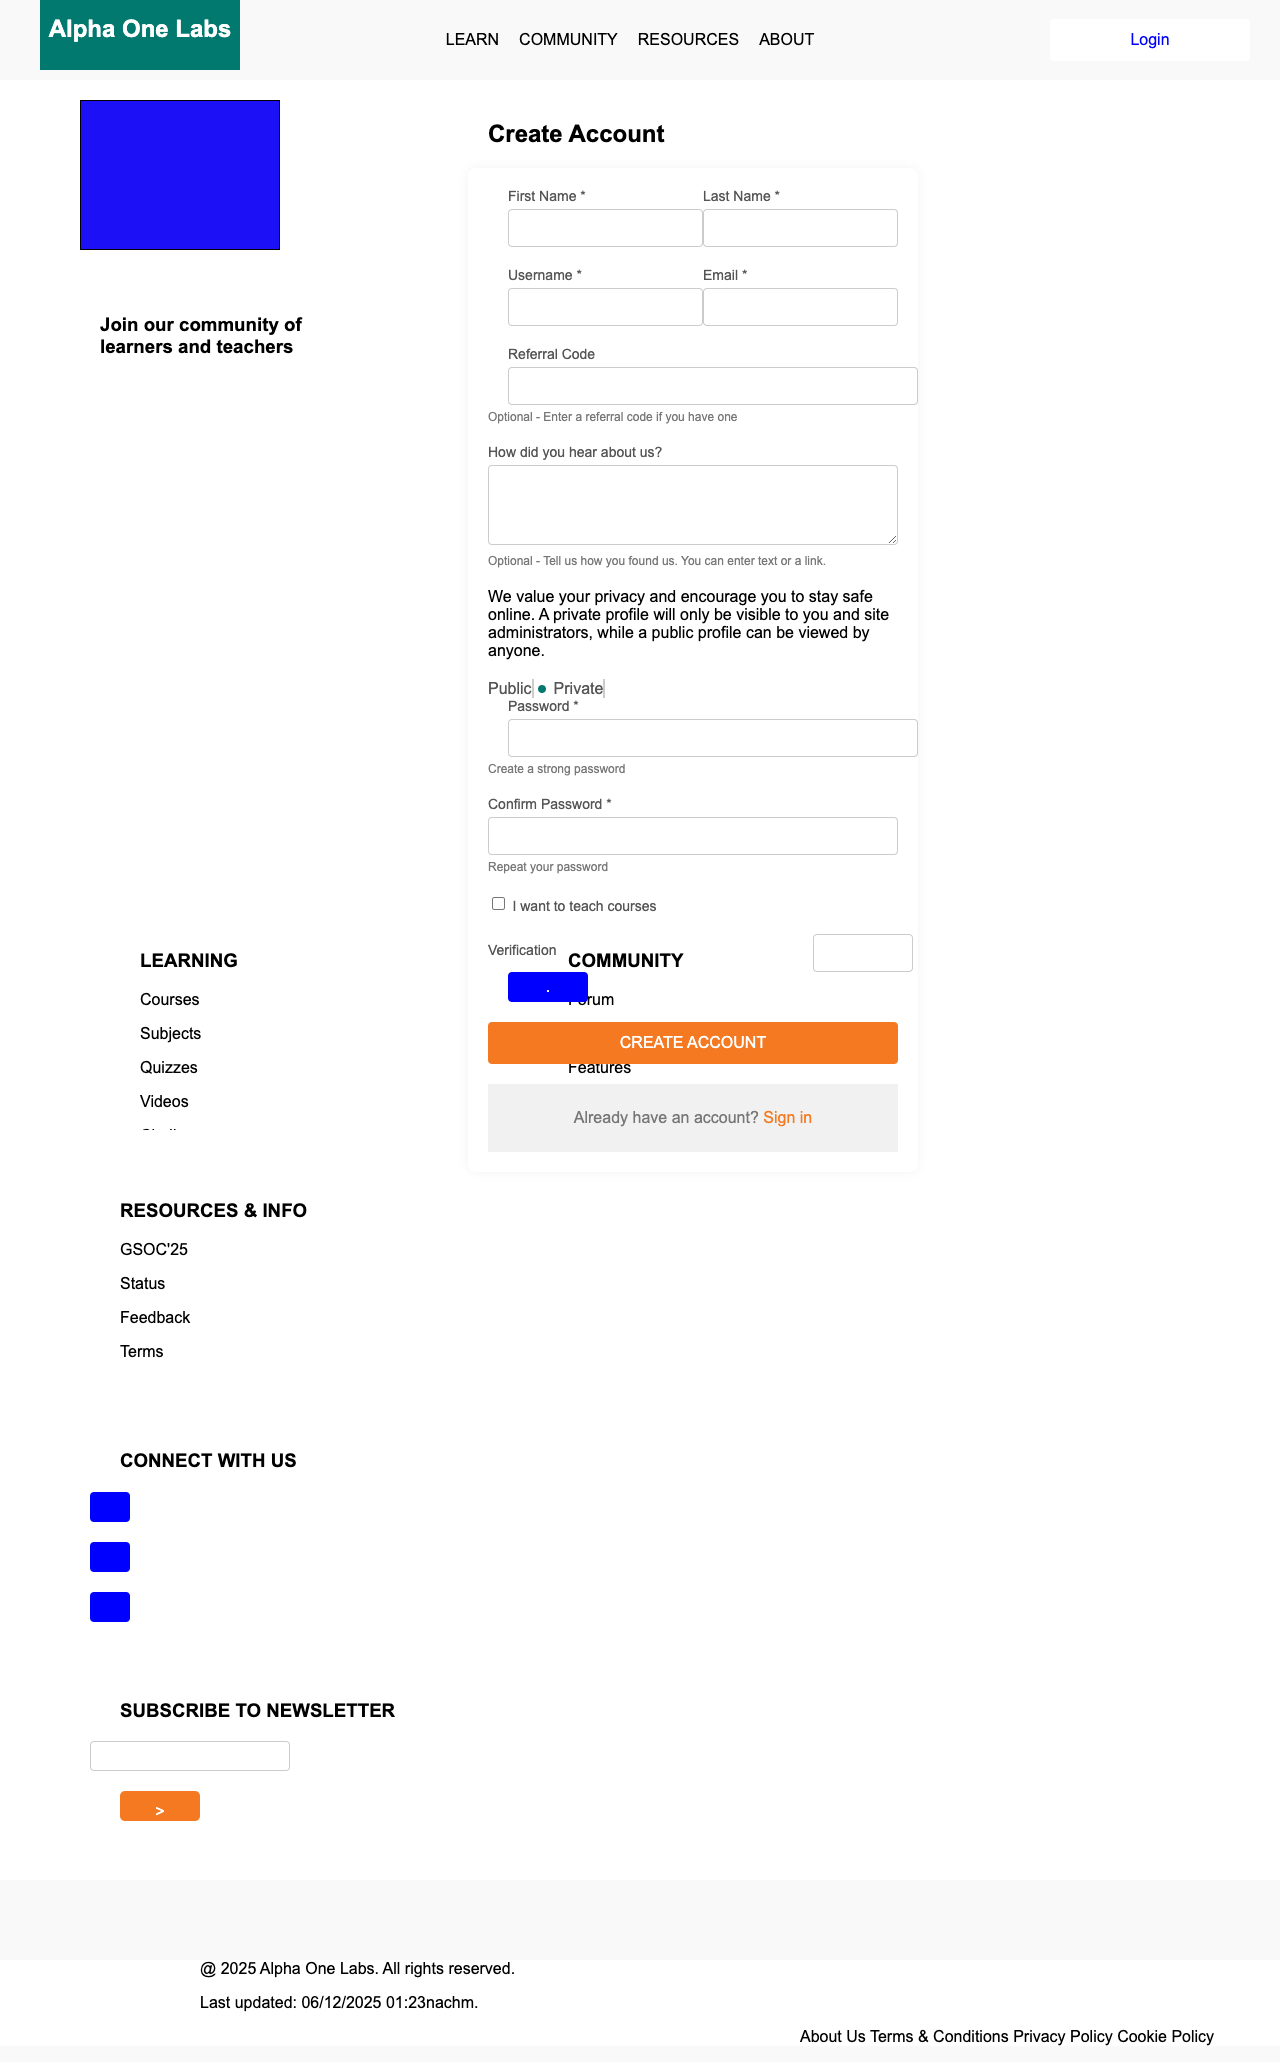 Alpha One Labs
LEARN COMMUNITY RESOURCES ABOUT
Login
Join our community of
learners and teachers
Create Account
First Name * Last Name *
Username * Email *
Referral Code
Optional - Enter a referral code if you have one
How did you hear about us?
Optional - Tell us how you found us. You can enter text or a link.
We value your privacy and encourage you to stay safe
online. A private profile will only be visible to you and site
administrators, while a public profile can be viewed by
anyone.
Public Private
Password *
Create a strong password
Confirm Password *
Repeat your password
I want to teach courses
Verification
.
CREATE ACCOUNT
Already have an account? Sign in
LEARNING
Courses
Subjects
Quizzes
Videos
COMMUNITY
Forum
Features
RESOURCES & INFO
GSOC'25
Status
Feedback
Terms
CONNECT WITH US
SUBSCRIBE TO NEWSLETTER
>
@ 2025 Alpha One Labs. All rights reserved.
Last updated: 06/12/2025 01:23nachm.
About Us Terms & Conditions Privacy Policy Cookie Policy